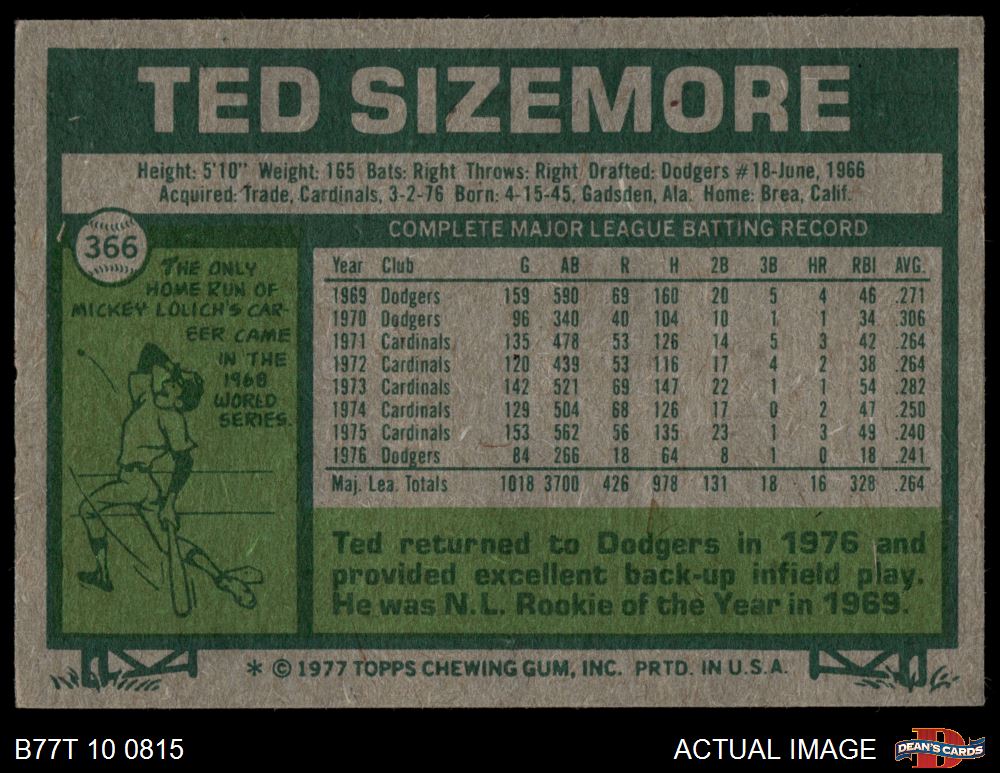 TED SIZEMORE
Height: 5'10" Weight: 165 Bats: Right Throws: Right Drafted: Dodgers #18-June, 1966
Acquired: Trade, Cardinals, 3-2-76 Born: 4-15-45, Gadsden, Ala. Home: Brea, Calif.
366
THE ONLY
HOME RUN OF
MICKEY LOLICH'S CAR-
EER CAME
IN THE
1968
WORLD
SERIES.
COMPLETE MAJOR LEAGUE BATTING RECORD
Year Club G AB R H 2B 3B HR RBI AVG.
1969 Dodgers 159 590 69 160 20 5 4 46 .271
1970 Dodgers 96 340 40 104 10 1 1 34 .306
1971 Cardinals 135 478 53 126 14 5 3 42 .264
1972 Cardinals 120 439 53 116 17 4 2 38 .264
1973 Cardinals 142 521 69 147 22 1 1 54 .282
1974 Cardinals 129 504 68 126 17 0 2 47 .250
1975 Cardinals 153 562 56 135 23 1 3 49 .240
1976 Dodgers 84 266 18 64 8 1 0 18 .241
Maj. Lea. Totals 1018 3700 426 978 131 18 16 328 .264
Ted returned to Dodgers in 1976 and
provided excellent back-up infield play.
He was N.L. Rookie of the Year in 1969.
* © 1977 TOPPS CHEWING GUM, INC. PRTD. IN U.S.A.
B77T 10 0815
ACTUAL IMAGE
DEAN'S CARDS